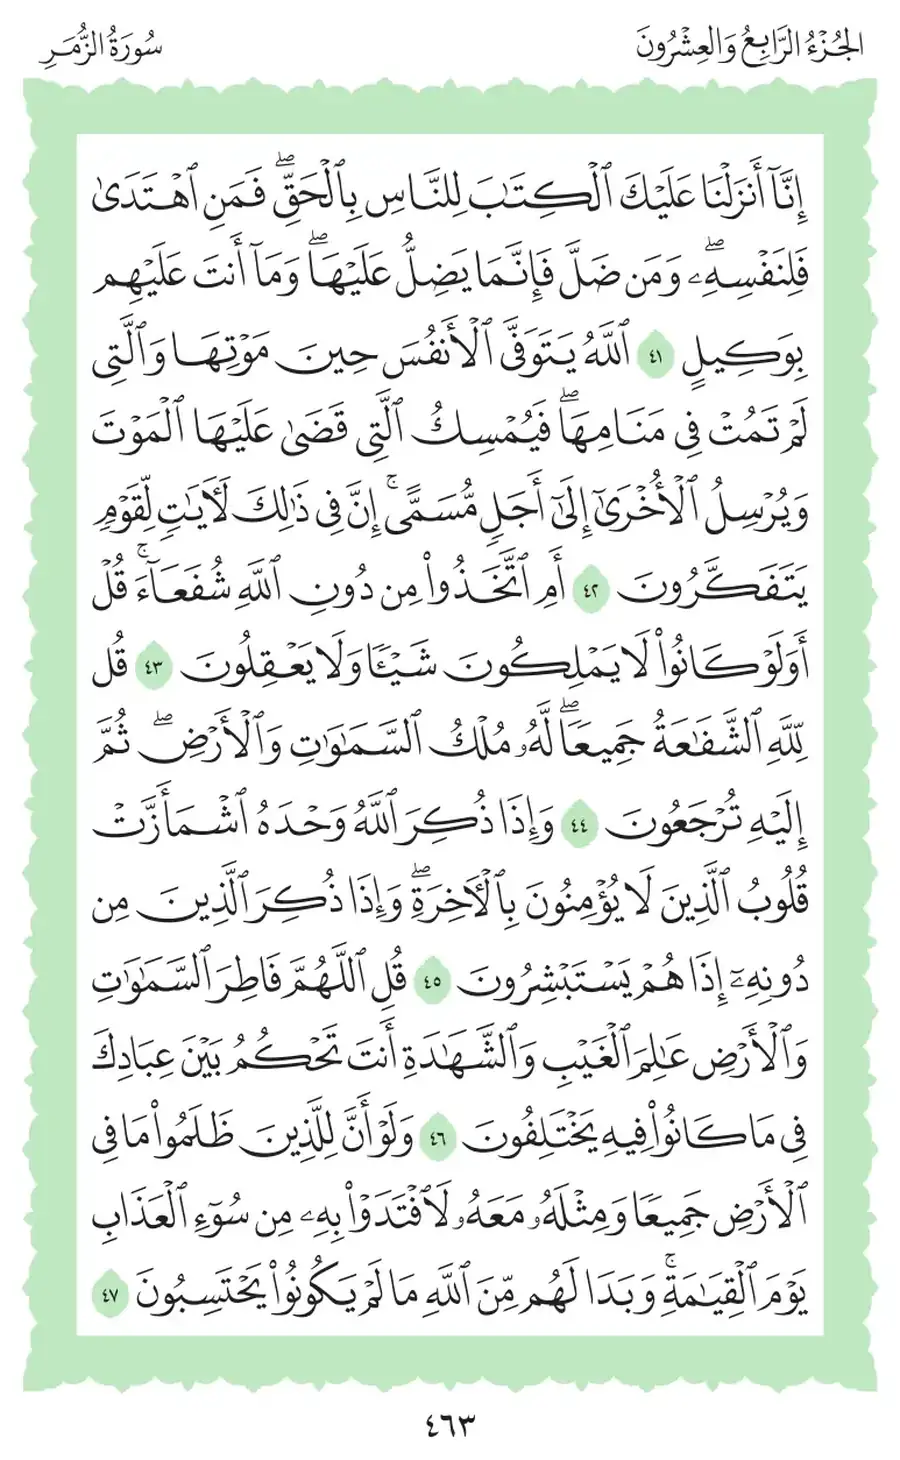 الجُزْءُ الرَّابِعُ وَالعِشْرُونَ
سُورَةُ الزُّمَرِ
إِنَّآ أَنزَلْنَا عَلَيْكَ ٱلْكِتَٰبَ لِلنَّاسِ بِٱلْحَقِّۖ فَمَنِ ٱهْتَدَىٰ
فَلِنَفْسِهِۦۖ وَمَن ضَلَّ فَإِنَّمَا يَضِلُّ عَلَيْهَاۖ وَمَآ أَنتَ عَلَيْهِم
بِوَكِيلٍ ٤١ ٱللَّهُ يَتَوَفَّى ٱلْأَنفُسَ حِينَ مَوْتِهَا وَٱلَّتِى
لَمْ تَمُتْ فِى مَنَامِهَاۖ فَيُمْسِكُ ٱلَّتِى قَضَىٰ عَلَيْهَا ٱلْمَوْتَ
وَيُرْسِلُ ٱلْأُخْرَىٰٓ إِلَىٰٓ أَجَلٍ مُّسَمًّىۚ إِنَّ فِى ذَٰلِكَ لَءَايَٰتٍ لِّقَوْمٍ
يَتَفَكَّرُونَ ٤٢ أَمِ ٱتَّخَذُوا۟ مِن دُونِ ٱللَّهِ شُفَعَآءَۚ قُلْ
أَوَلَوْ كَانُوا۟ لَا يَمْلِكُونَ شَيْـًٔا وَلَا يَعْقِلُونَ ٤٣ قُل
لِّلَّهِ ٱلشَّفَٰعَةُ جَمِيعًاۖ لَّهُۥ مُلْكُ ٱلسَّمَٰوَٰتِ وَٱلْأَرْضِۖ ثُمَّ
إِلَيْهِ تُرْجَعُونَ ٤٤ وَإِذَا ذُكِرَ ٱللَّهُ وَحْدَهُ ٱشْمَأَزَّتْ
قُلُوبُ ٱلَّذِينَ لَا يُؤْمِنُونَ بِٱلْءَاخِرَةِۖ وَإِذَا ذُكِرَ ٱلَّذِينَ مِن
دُونِهِۦٓ إِذَا هُمْ يَسْتَبْشِرُونَ ٤٥ قُلِ ٱللَّهُمَّ فَاطِرَ ٱلسَّمَٰوَٰتِ
وَٱلْأَرْضِ عَٰلِمَ ٱلْغَيْبِ وَٱلشَّهَٰدَةِ أَنتَ تَحْكُمُ بَيْنَ عِبَادِكَ
فِى مَا كَانُوا۟ فِيهِ يَخْتَلِفُونَ ٤٦ وَلَوْ أَنَّ لِلَّذِينَ ظَلَمُوا۟ مَا فِى
ٱلْأَرْضِ جَمِيعًا وَمِثْلَهُۥ مَعَهُۥ لَٱفْتَدَوْا۟ بِهِۦ مِن سُوٓءِ ٱلْعَذَابِ
يَوْمَ ٱلْقِيَٰمَةِۚ وَبَدَا لَهُم مِّنَ ٱللَّهِ مَا لَمْ يَكُونُوا۟ يَحْتَسِبُونَ ٤٧
٤٦٣